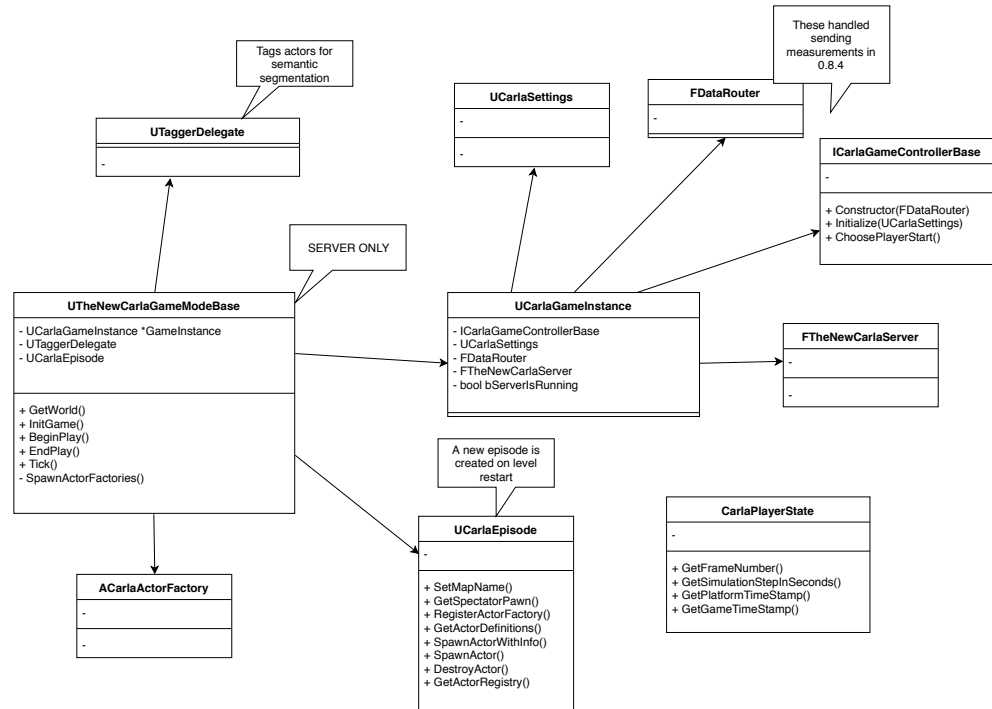 These handled
sending
measurements in
0.8.4
Tags actors for
semantic
segmentation
UCarlaSettings
-
-
FDataRouter
-
UTaggerDelegate
-
ICarlaGameControllerBase
-
+ Constructor(FDataRouter)
+ Initialize(UCarlaSettings)
+ ChoosePlayerStart()
SERVER ONLY
UTheNewCarlaGameModeBase
- UCarlaGameInstance *GameInstance
- UTaggerDelegate
- UCarlaEpisode
+ GetWorld()
+ InitGame()
+ BeginPlay()
+ EndPlay()
+ Tick()
- SpawnActorFactories()
UCarlaGameInstance
- ICarlaGameControllerBase
- UCarlaSettings
- FDataRouter
- FTheNewCarlaServer
- bool bServerIsRunning
FTheNewCarlaServer
-
-
A new episode is
created on level
restart
UCarlaEpisode
-
+ SetMapName()
+ GetSpectatorPawn()
+ RegisterActorFactory()
+ GetActorDefinitions()
+ SpawnActorWithInfo()
+ SpawnActor()
+ DestroyActor()
+ GetActorRegistry()
CarlaPlayerState
-
+ GetFrameNumber()
+ GetSimulationStepInSeconds()
+ GetPlatformTimeStamp()
+ GetGameTimeStamp()
ACarlaActorFactory
-
-